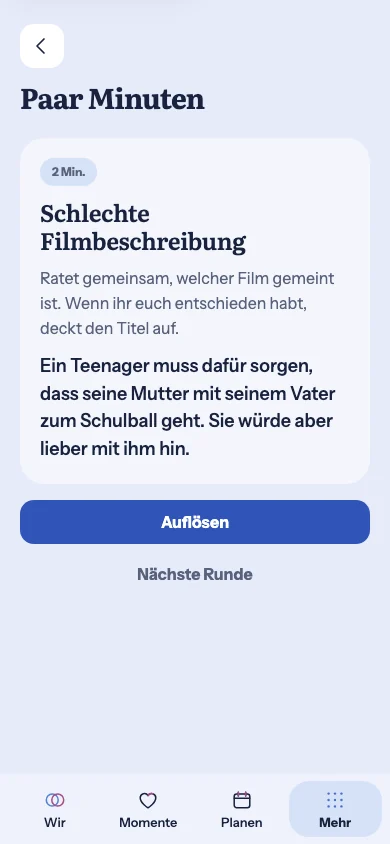 Paar Minuten
2 Min.
Schlechte
Filmbeschreibung
Ratet gemeinsam, welcher Film gemeint
ist. Wenn ihr euch entschieden habt,
deckt den Titel auf.
Ein Teenager muss dafür sorgen,
dass seine Mutter mit seinem Vater
zum Schulball geht. Sie würde aber
lieber mit ihm hin.
Auflösen
Nächste Runde
Wir
Momente
Planen
Mehr